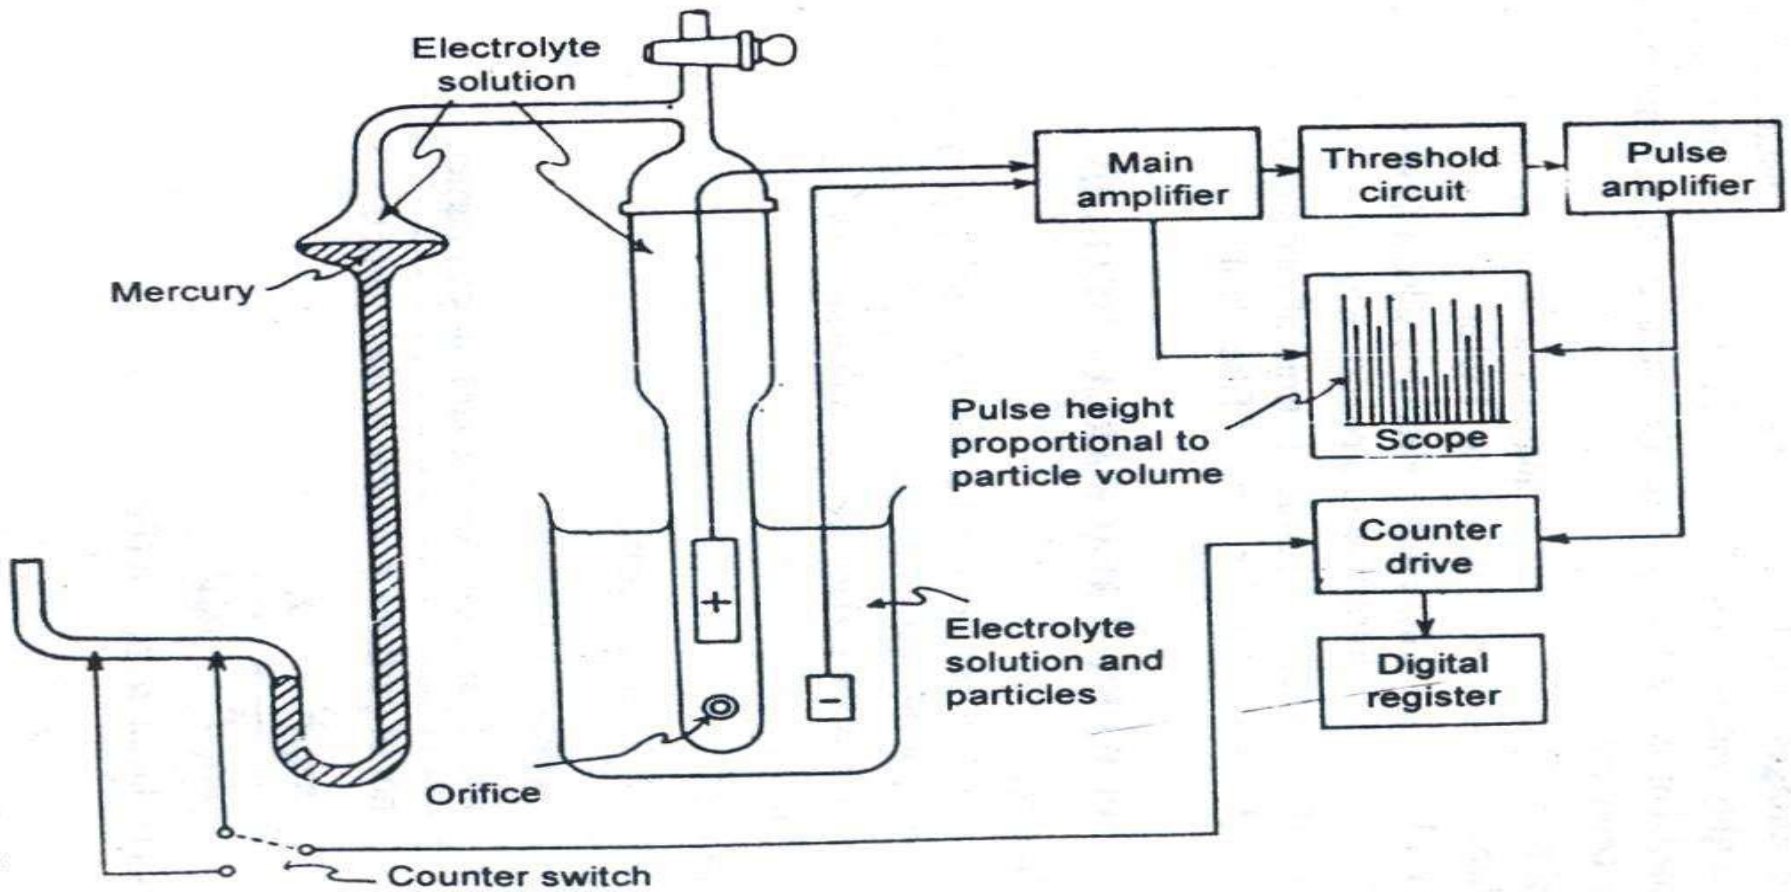 Electrolyte
solution
Mercury
Main
amplifier
Threshold
circuit
Pulse
amplifier
Pulse height
proportional to
particle volume
Scope
Counter
drive
Digital
register
+
-
Electrolyte
solution and
particles
Orifice
Counter switch